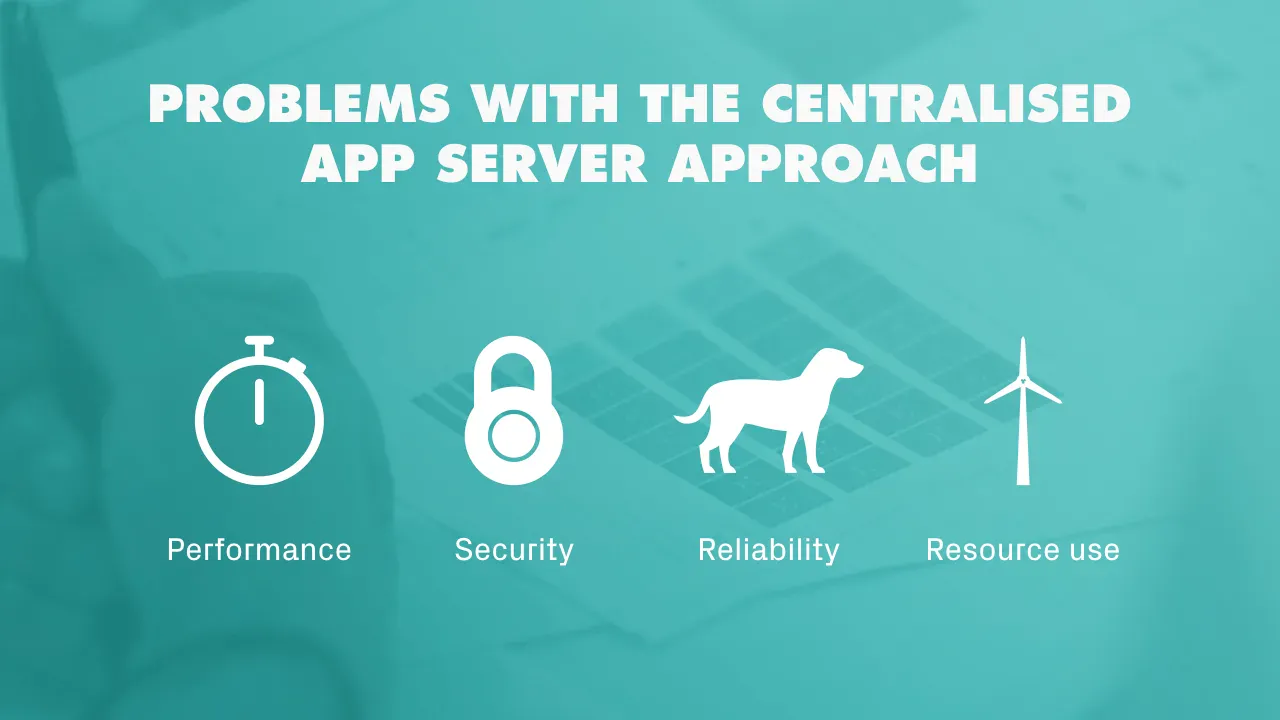 PROBLEMS WITH THE CENTRALISED
APP SERVER APPROACH
Performance
Security
Reliability
Resource use